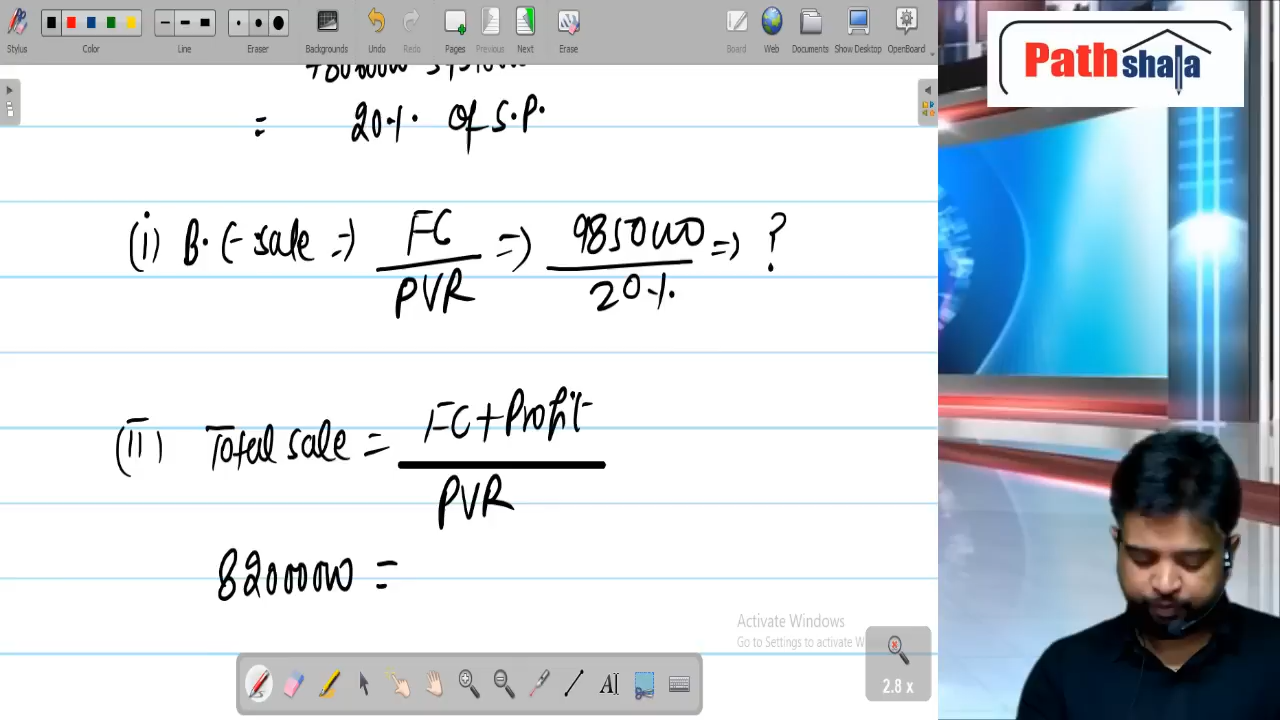 Stylus Color Line Eraser Backgrounds Undo Redo Pages Previous Next Erase Board Web Documents Show Desktop OpenBoard
Path shala
= 20%. Of S.P.
(i) B.E sale => FC / PVR => 985000 / 20%. => ?
(ii) Total sale = FC + Profit / PVR
8200000 =
Activate Windows
Go to Settings to activate W
2.8 x